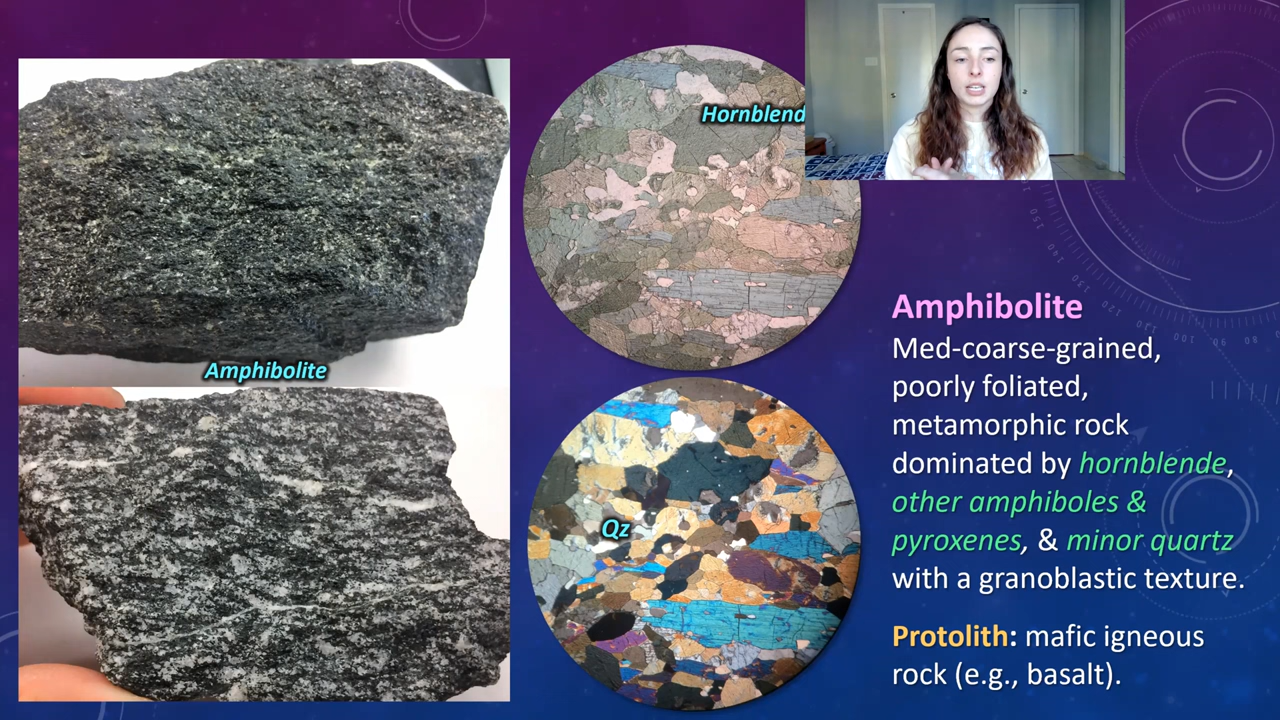 Amphibolite
Hornblend
Qz
Amphibolite
Med-coarse-grained,
poorly foliated,
metamorphic rock
dominated by hornblende,
other amphiboles &
pyroxenes, & minor quartz
with a granoblastic texture.
Protolith: mafic igneous
rock (e.g., basalt).